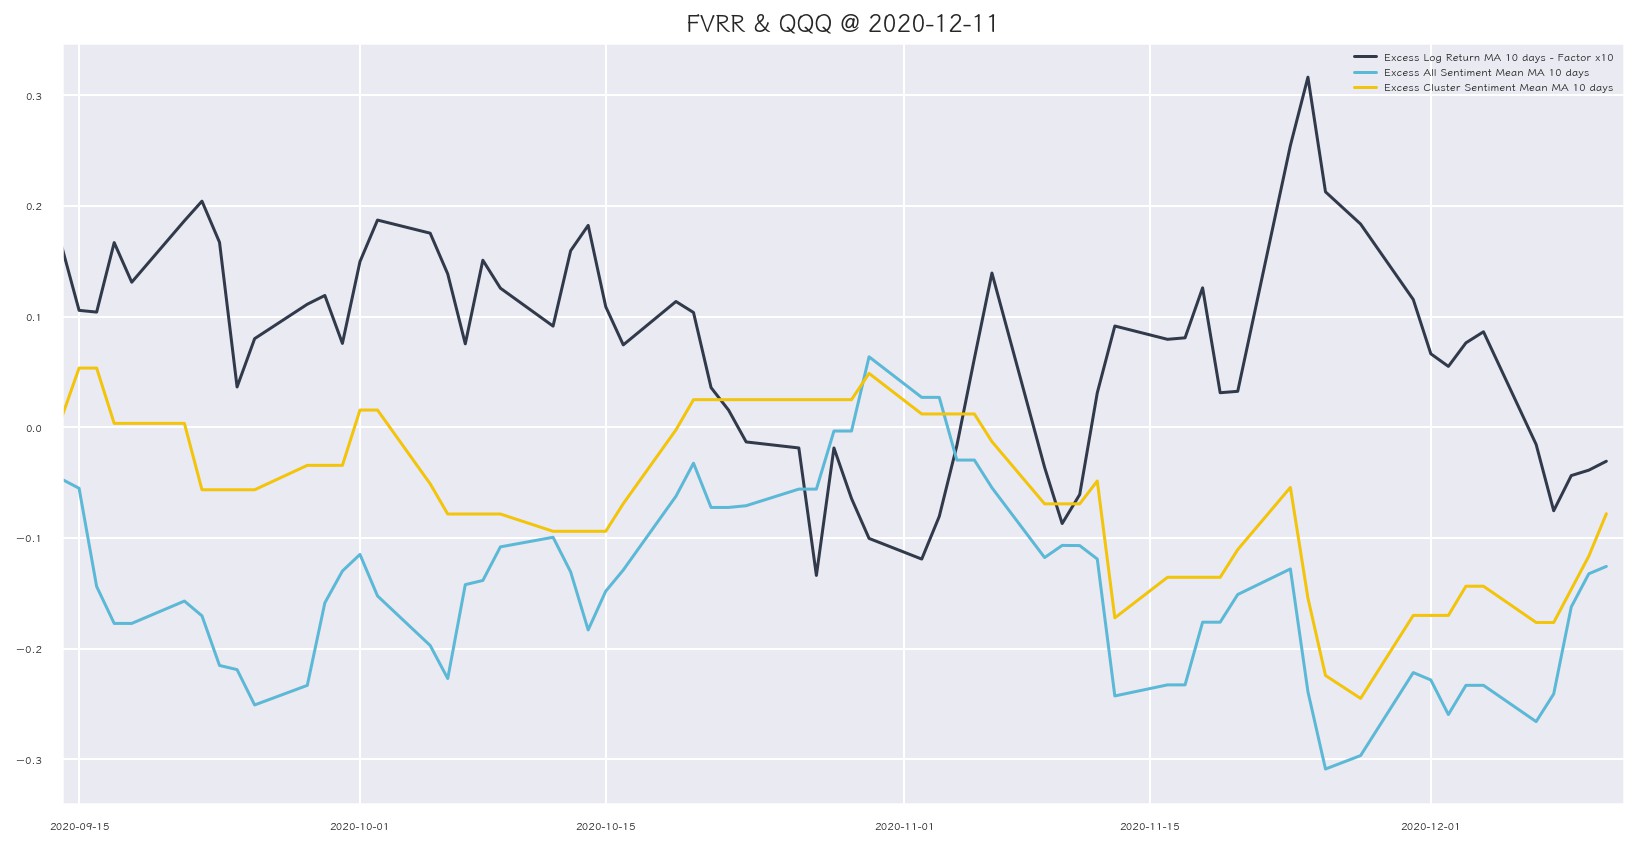 FVRR & QQQ @ 2020-12-11
Excess Log Return MA 10 days - Factor x10
Excess All Sentiment Mean MA 10 days
Excess Cluster Sentiment Mean MA 10 days
0.3
0.2
0.1
0.0
−0.1
−0.2
−0.3
2020-09-15 2020-10-01 2020-10-15 2020-11-01 2020-11-15 2020-12-01